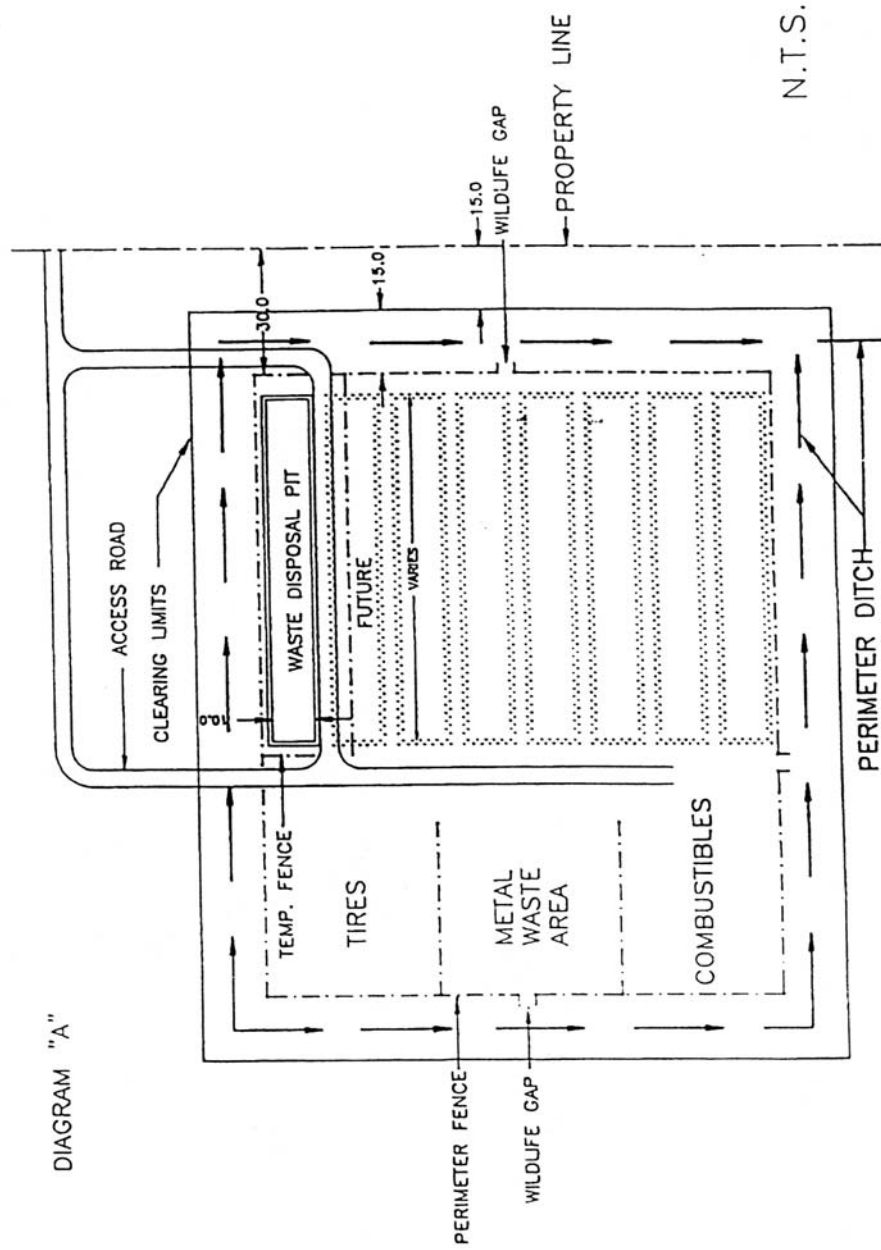 DIAGRAM "A"
ACCESS ROAD
CLEARING LIMITS
30.0
15.0
15.0
WILDLIFE GAP
PROPERTY LINE
N.T.S.
10.0
WASTE DISPOSAL PIT
TEMP. FENCE
FUTURE
VARIES
TIRES
METAL
WASTE
AREA
COMBUSTIBLES
PERIMETER FENCE
WILDLIFE GAP
PERIMETER DITCH